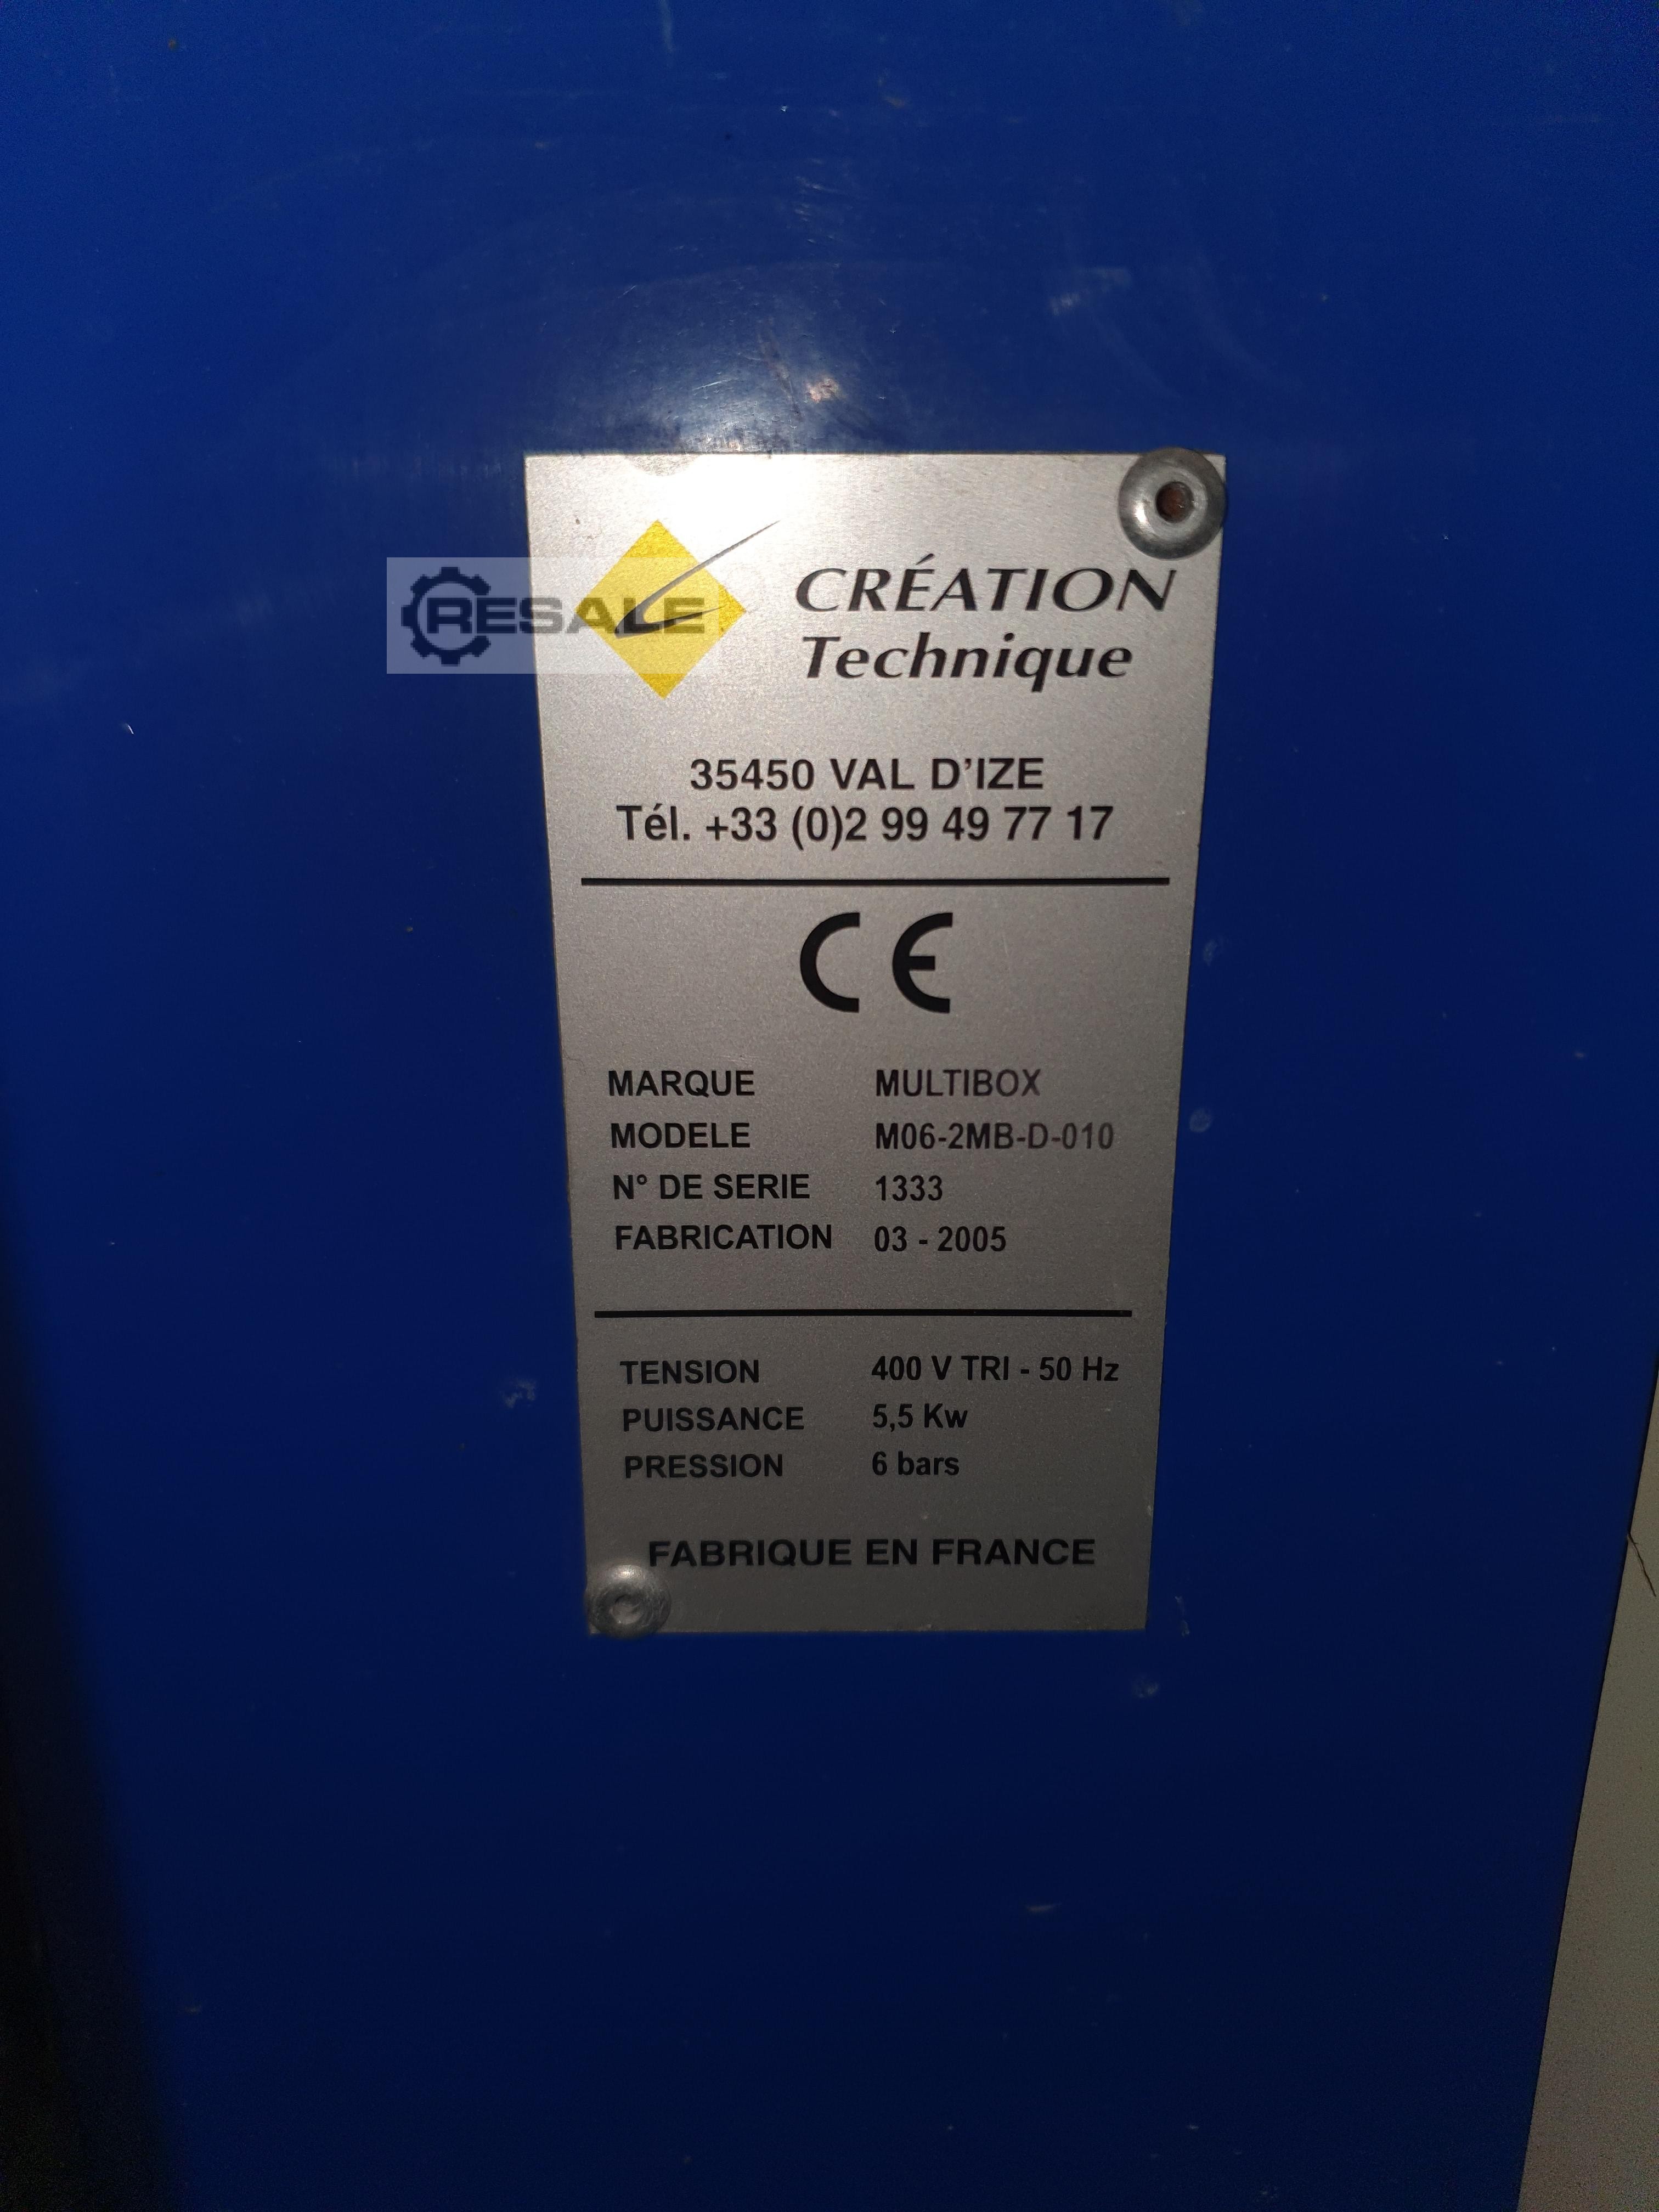 RESALE
CRÉATION
Technique
35450 VAL D'IZE
Tél. +33 (0)2 99 49 77 17
CE
MARQUE MULTIBOX
MODELE M06-2MB-D-010
N° DE SERIE 1333
FABRICATION 03 - 2005
TENSION 400 V TRI - 50 Hz
PUISSANCE 5,5 Kw
PRESSION 6 bars
FABRIQUE EN FRANCE